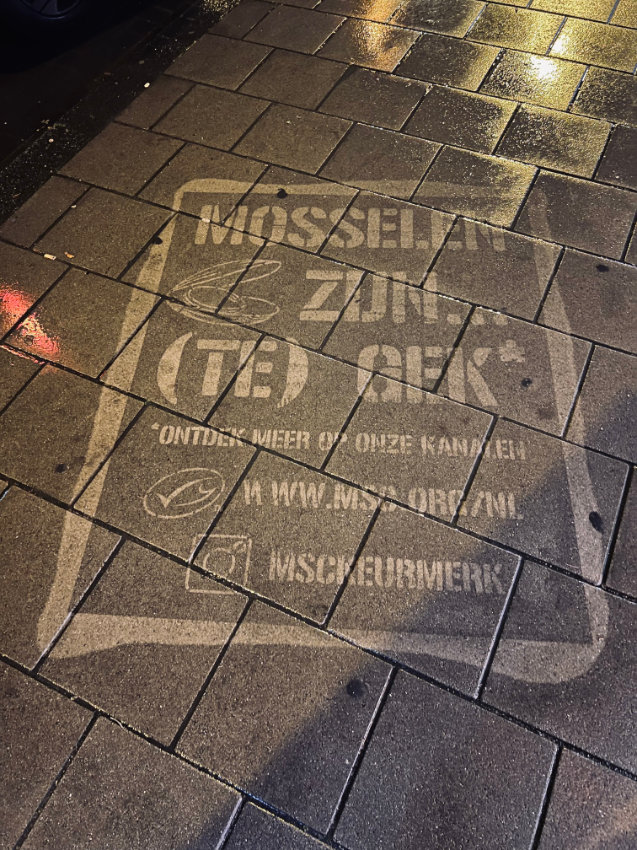 MOSSELEN
ZIJN...
(TE) GEK*
*ONTDEK MEER OP ONZE KANALEN
WWW.MSC.ORG/NL
MSCKEURMERK